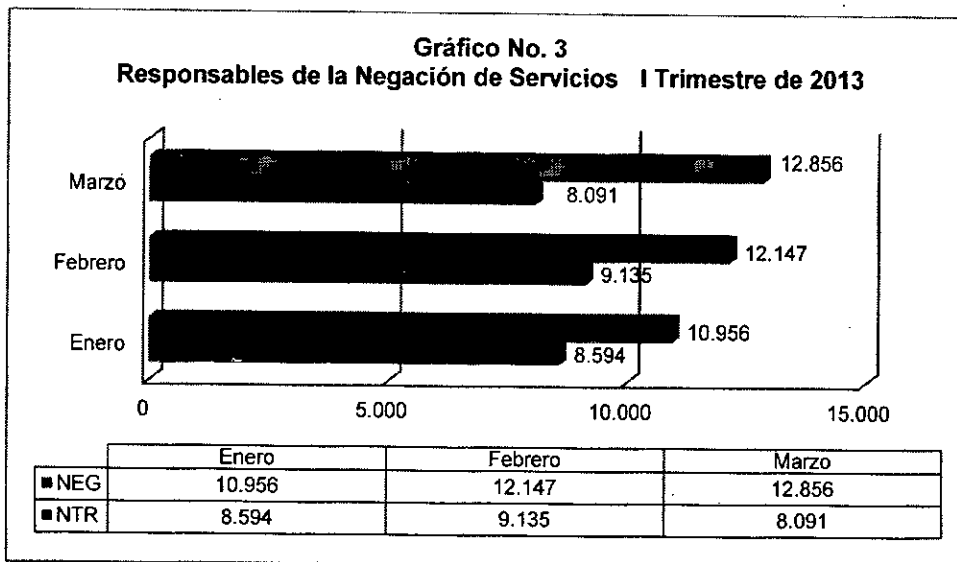 Gráfico No. 3
Responsables de la Negación de Servicios I Trimestre de 2013
Marzó
12.856
8.091
Febrero
12.147
9.135
Enero
10.956
8.594
0 5.000 10.000 15.000
Enero Febrero Marzo
NEG 10.956 12.147 12.856
NTR 8.594 9.135 8.091